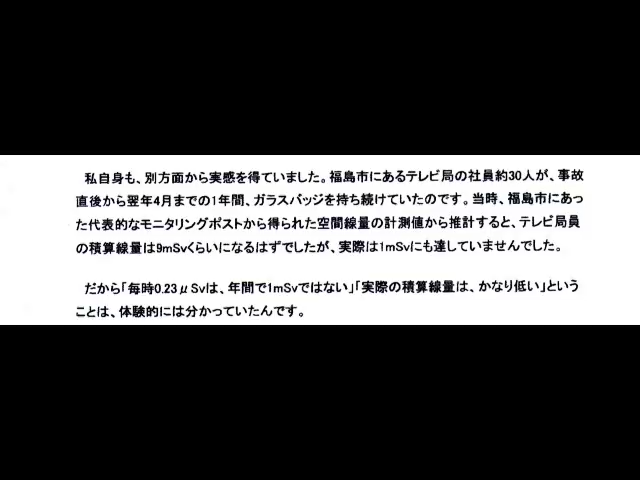 私自身も、別方面から実感を得ていました。福島市にあるテレビ局の社員約30人が、事故
直後から翌年4月までの1年間、ガラスバッジを持ち続けていたのです。当時、福島市にあっ
た代表的なモニタリングポストから得られた空間線量の計測値から推計すると、テレビ局員
の積算線量は9mSvくらいになるはずでしたが、実際は1mSvにも達していませんでした。
だから「毎時0.23μSvは、年間で1mSvではない」「実際の積算線量は、かなり低い」という
ことは、体験的には分かっていたんです。